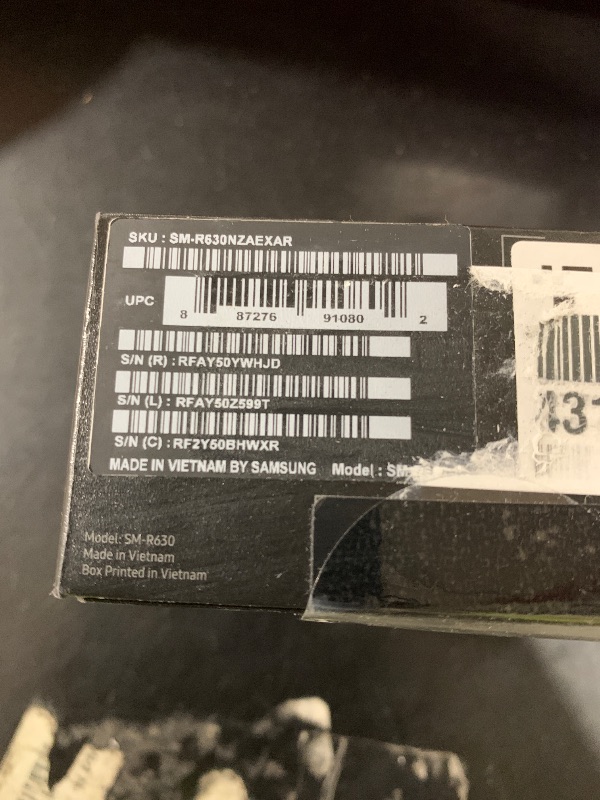 SKU : SM-R630NZAEXAR
UPC
8 87276 91080 2
S/N (R) : RFAY50YWHJD
S/N (L) : RFAY50Z599T
S/N (C) : RF2Y50BHWXR
MADE IN VIETNAM BY SAMSUNG Model :
Model: SM-R630
Made in Vietnam
Box Printed in Vietnam